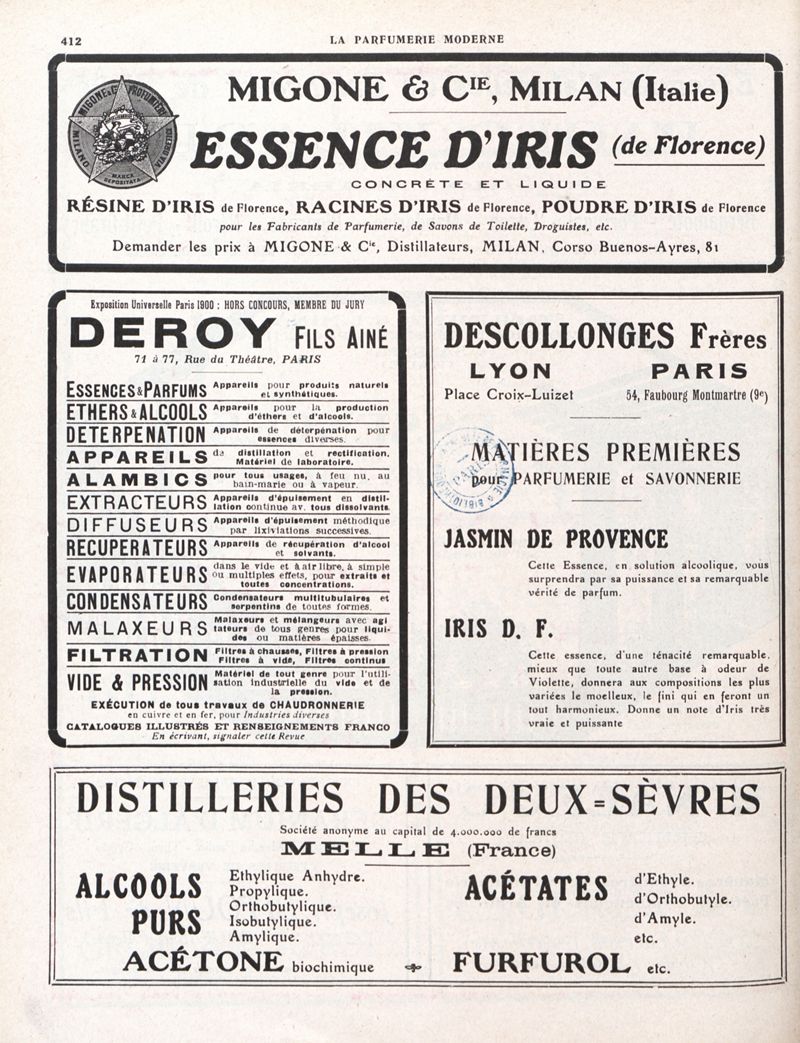 412
LA PARFUMERIE MODERNE
MIGONE & CIE, MILAN (Italie)
MIGONE & C. PROFUMIERI
MILANO
VIA
MARCA
DEPOSITATA
ESSENCE D'IRIS (de Florence)
CONCRÈTE ET LIQUIDE
RÉSINE D'IRIS de Florence, RACINES D'IRIS de Florence, POUDRE D'IRIS de Florence
pour les Fabricants de Parfumerie, de Savons de Toilette, Droguistes, etc.
Demander les prix à MIGONE & Cie, Distillateurs, MILAN, Corso Buenos-Ayres, 81
Exposition Universelle Paris 1900 : HORS CONCOURS, MEMBRE DU JURY
DEROY FILS AINÉ
71 à 77, Rue du Théâtre, PARIS
ESSENCES & PARFUMS Appareils pour produits naturels
et synthétiques.
ETHERS & ALCOOLS Appareils pour la production
d'éthers et d'alcools.
DETERPENATION Appareils de déterpénation pour
essences diverses.
APPAREILS de distillation et rectification.
Matériel de laboratoire.
ALAMBICS pour tous usages, à feu nu, au
bain-marie ou à vapeur.
EXTRACTEURS Appareils d'épuisement en distil-
lation continue av. tous dissolvants.
DIFFUSEURS Appareils d'épuisement méthodique
par lixiviations successives.
RECUPERATEURS Appareils de récupération d'alcool
et solvants.
EVAPORATEURS dans le vide et à air libre, à simple
ou multiples effets, pour extraits et
toutes concentrations.
CONDENSATEURS Condensateurs multitubulaires et
serpentins de toutes formes.
MALAXEURS Malaxeurs et mélangeurs avec agi
tateurs de tous genres pour liqui-
des ou matières épaisses.
FILTRATION Filtres à chausses, Filtres à pression
Filtres à vide, Filtres continus
VIDE & PRESSION Matériel de tout genre pour l'utili-
sation industrielle du vide et de
la pression.
EXÉCUTION de tous travaux de CHAUDRONNERIE
en cuivre et en fer, pour Industries diverses
CATALOGUES ILLUSTRÉS ET RENSEIGNEMENTS FRANCO
En écrivant, signaler cette Revue
DESCOLLONGES Frères
LYON PARIS
Place Croix-Luizet 54, Faubourg Montmartre (9e)
MATIÈRES PREMIÈRES
pour PARFUMERIE et SAVONNERIE
PARIS
JASMIN DE PROVENCE
Cette Essence, en solution alcoolique, vous
surprendra par sa puissance et sa remarquable
vérité de parfum.
IRIS D. F.
Cette essence, d'une ténacité remarquable,
mieux que toute autre base à odeur de
Violette, donnera aux compositions les plus
variées le moelleux, le fini qui en feront un
tout harmonieux. Donne un note d'Iris très
vraie et puissante
DISTILLERIES DES DEUX=SÈVRES
Société anonyme au capital de 4.000.000 de francs
MELLE (France)
ALCOOLS PURS
Ethylique Anhydre.
Propylique.
Orthobutylique.
Isobutylique.
Amylique.
ACÉTATES
d'Ethyle.
d'Orthobutyle.
d'Amyle.
etc.
ACÉTONE biochimique FURFUROL etc.